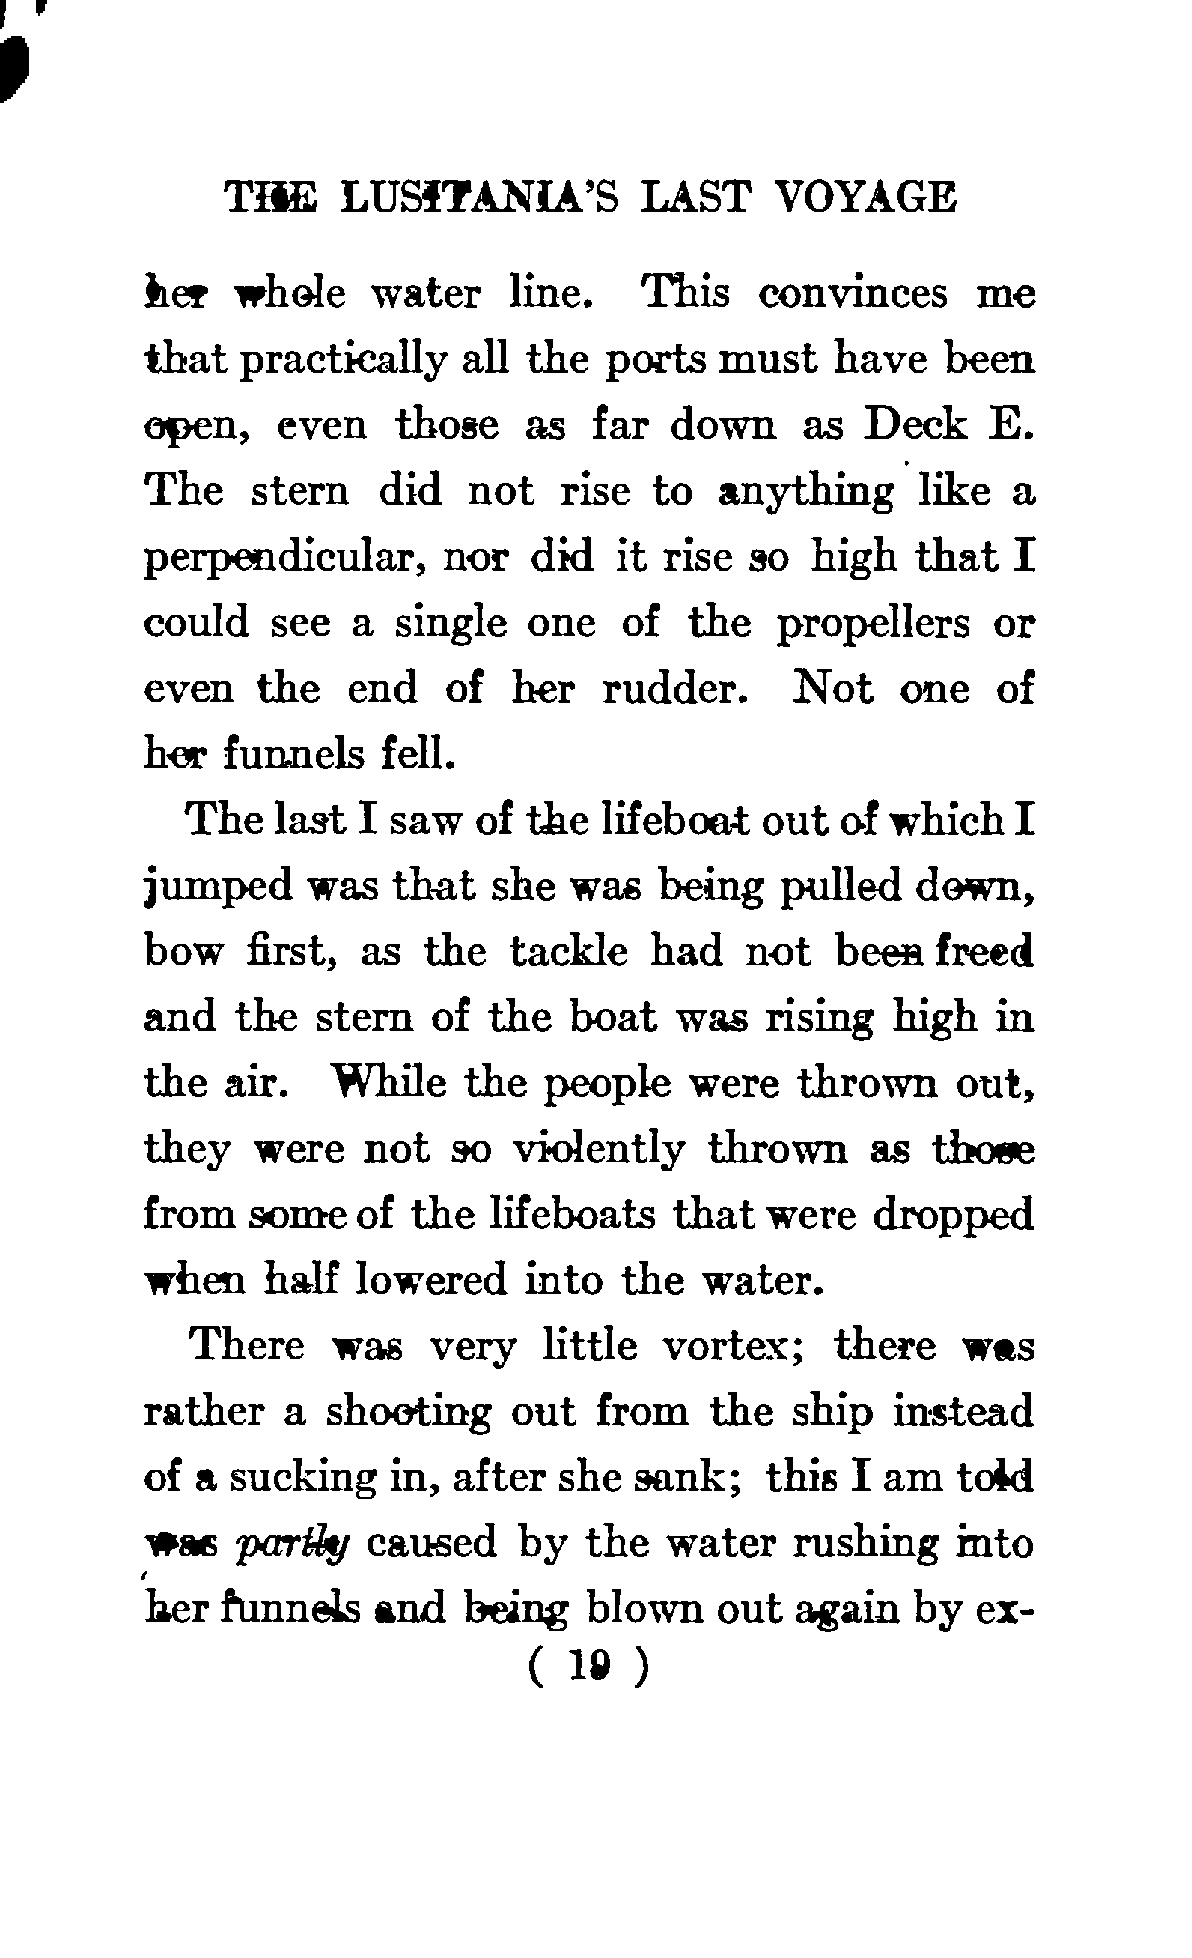 THE LUSITANIA'S LAST VOYAGE
her whole water line. This convinces me
that practically all the ports must have been
open, even those as far down as Deck E.
The stern did not rise to anything like a
perpendicular, nor did it rise so high that I
could see a single one of the propellers or
even the end of her rudder. Not one of
her funnels fell.
The last I saw of the lifeboat out of which I
jumped was that she was being pulled down,
bow first, as the tackle had not been freed
and the stern of the boat was rising high in
the air. While the people were thrown out,
they were not so violently thrown as those
from some of the lifeboats that were dropped
when half lowered into the water.
There was very little vortex; there was
rather a shooting out from the ship instead
of a sucking in, after she sank; this I am told
was partly caused by the water rushing into
her funnels and being blown out again by ex-
( 19 )